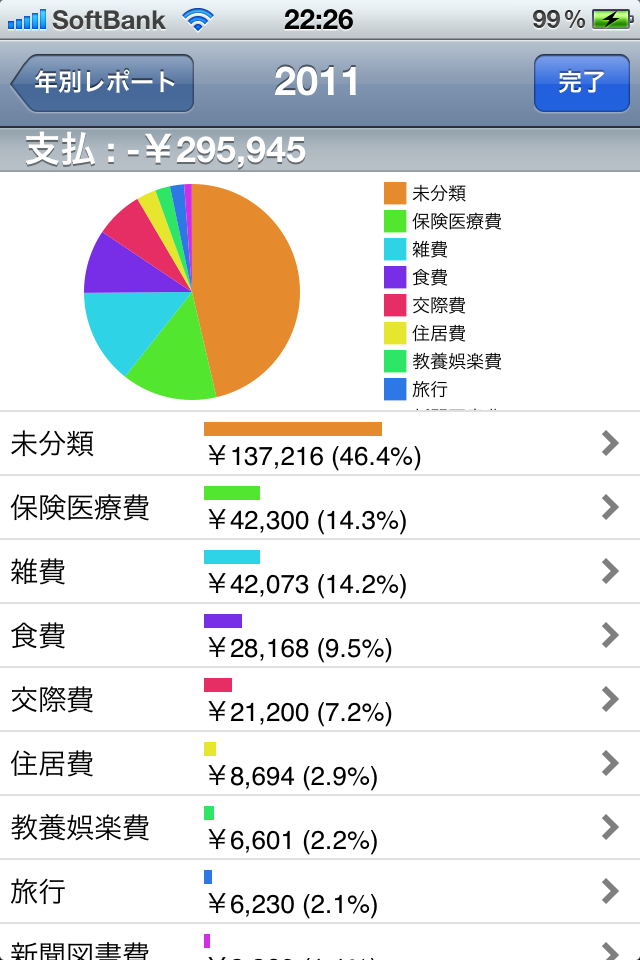 SoftBank 22:26 99%
年別レポート 2011 完了
支払：-￥295,945
未分類
保険医療費
雑費
食費
交際費
住居費
教養娯楽費
旅行
未分類
￥137,216 (46.4%)
保険医療費
￥42,300 (14.3%)
雑費
￥42,073 (14.2%)
食費
￥28,168 (9.5%)
交際費
￥21,200 (7.2%)
住居費
￥8,694 (2.9%)
教養娯楽費
￥6,601 (2.2%)
旅行
￥6,230 (2.1%)
新聞図書費